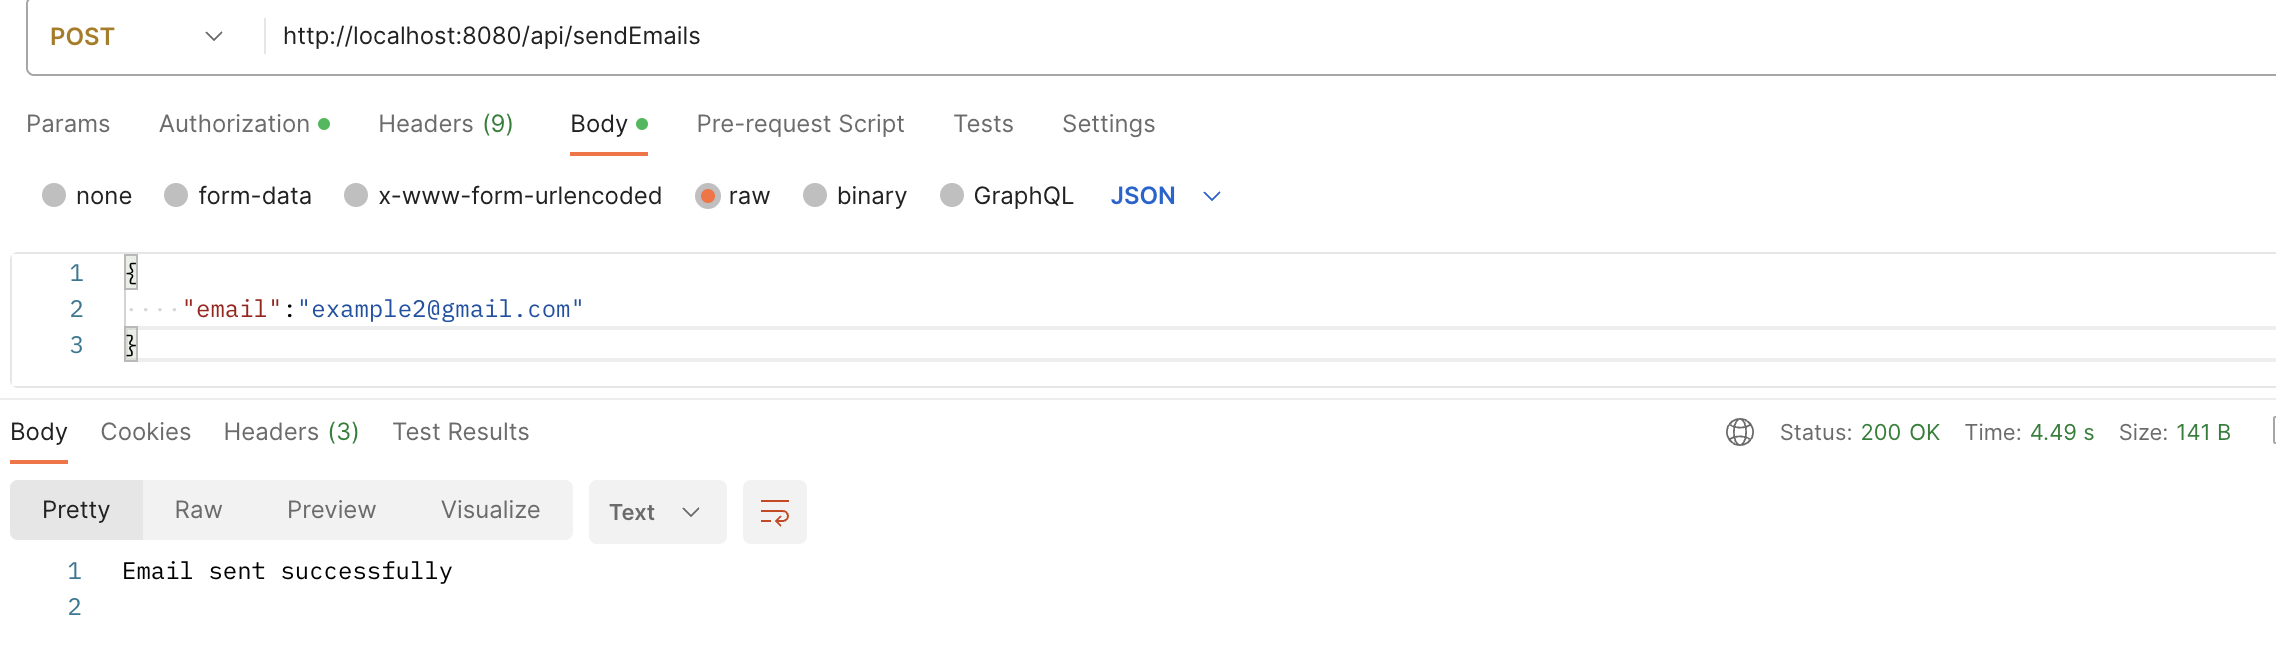 POST http://localhost:8080/api/sendEmails
Params Authorization Headers (9) Body Pre-request Script Tests Settings
none form-data x-www-form-urlencoded raw binary GraphQL JSON
1 {
2 "email":"example2@gmail.com"
3 }
Body Cookies Headers (3) Test Results Status: 200 OK Time: 4.49 s Size: 141 B
Pretty Raw Preview Visualize Text
1 Email sent successfully
2